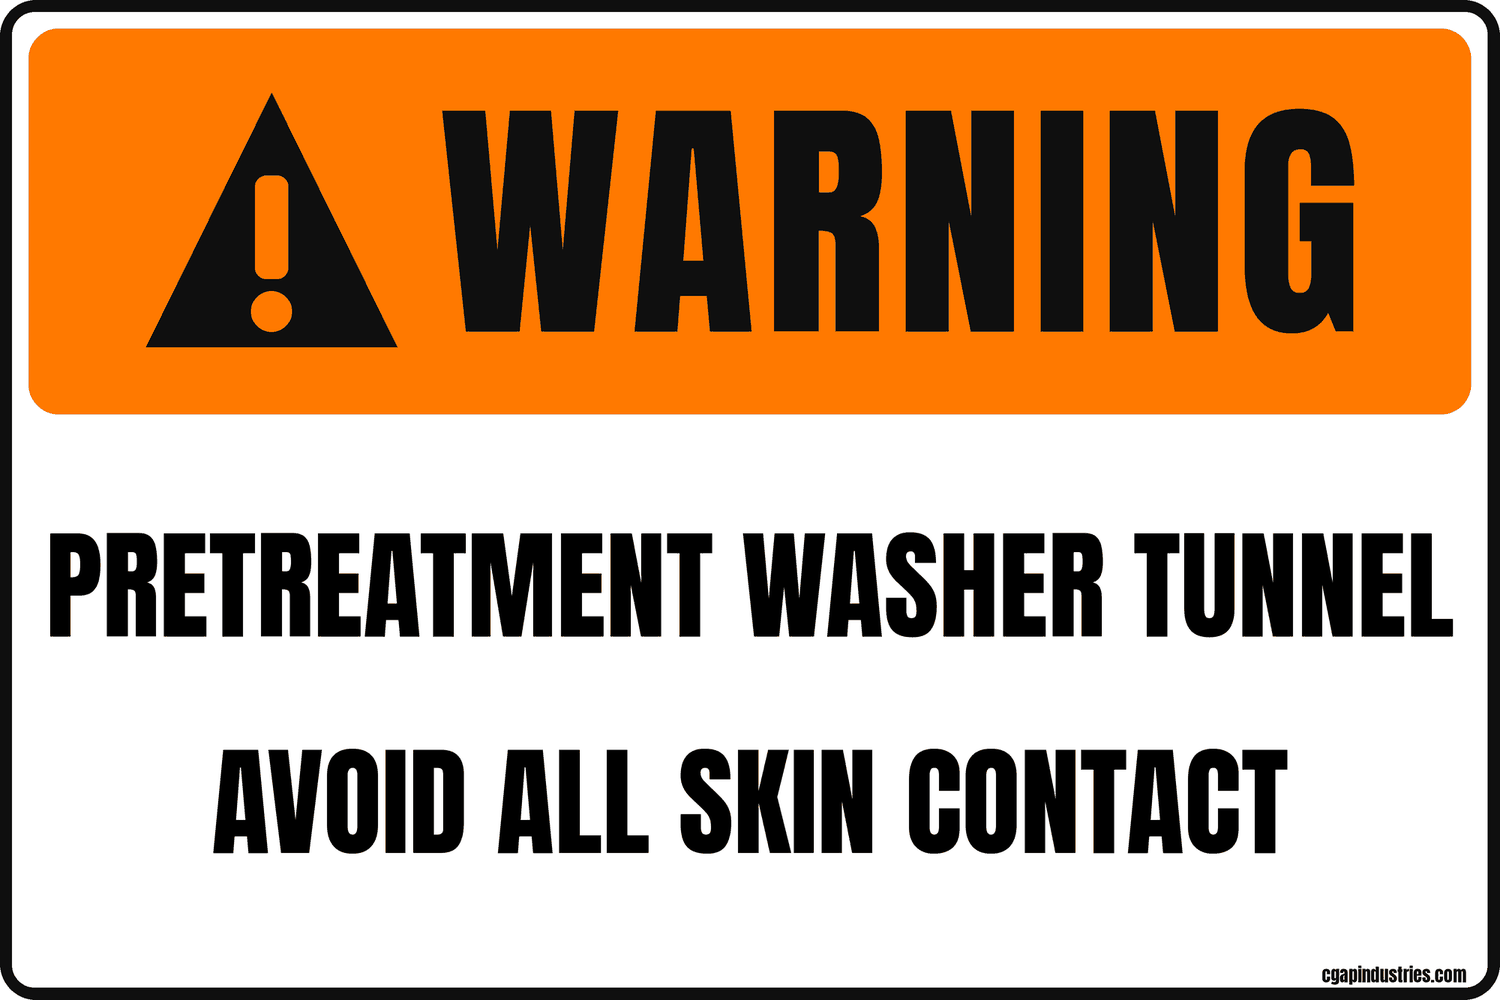 WARNING
PRETREATMENT WASHER TUNNEL
AVOID ALL SKIN CONTACT
cgapindustries.com